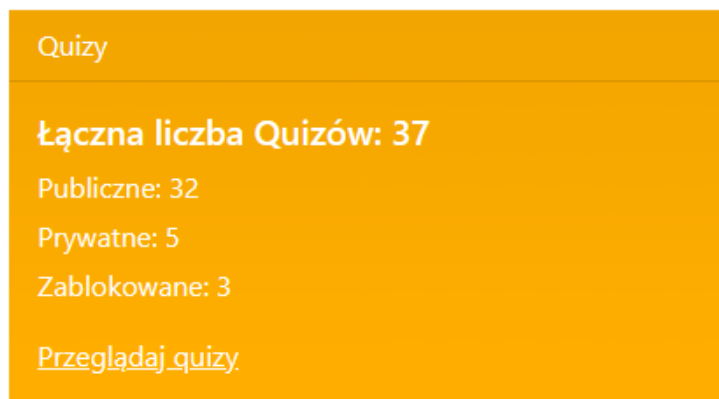 Quizy
Łączna liczba Quizów: 37
Publiczne: 32
Prywatne: 5
Zablokowane: 3
Przeglądaj quizy